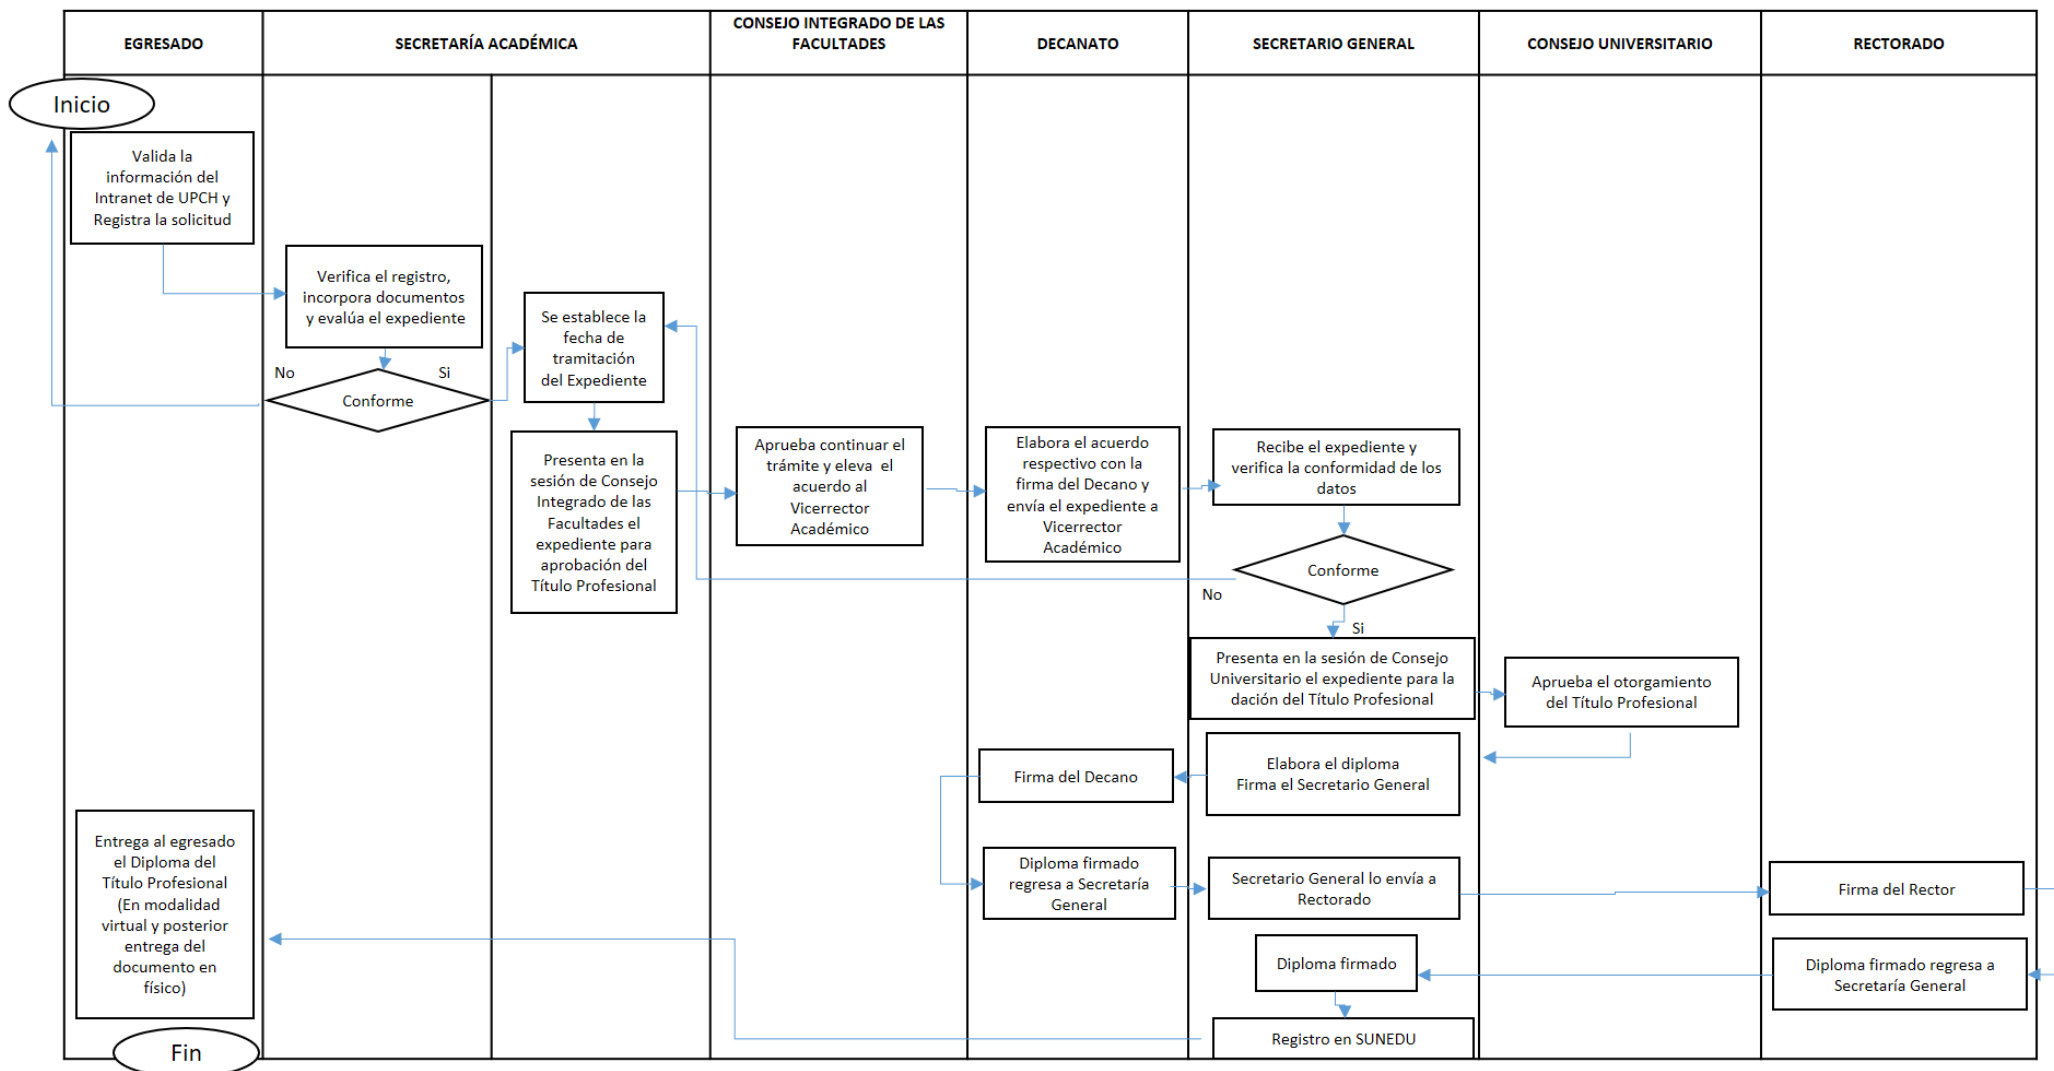 EGRESADO
SECRETARÍA ACADÉMICA
CONSEJO INTEGRADO DE LAS
FACULTADES
DECANATO
SECRETARIO GENERAL
CONSEJO UNIVERSITARIO
RECTORADO
Inicio
Valida la
información del
Intranet de UPCH y
Registra la solicitud
Verifica el registro,
incorpora documentos
y evalúa el expediente
No
Si
Conforme
Se establece la
fecha de
tramitación
del Expediente
Presenta en la
sesión de Consejo
Integrado de las
Facultades el
expediente para
aprobación del
Título Profesional
Aprueba continuar el
trámite y eleva el
acuerdo al
Vicerrector
Académico
Elabora el acuerdo
respectivo con la
firma del Decano y
envía el expediente a
Vicerrector
Académico
Recibe el expediente y
verifica la conformidad de los
datos
Conforme
No
Si
Presenta en la sesión de Consejo
Universitario el expediente para la
dación del Título Profesional
Aprueba el otorgamiento
del Título Profesional
Elabora el diploma
Firma el Secretario General
Firma del Decano
Diploma firmado
regresa a Secretaría
General
Secretario General lo envía a
Rectorado
Firma del Rector
Diploma firmado regresa a
Secretaría General
Diploma firmado
Registro en SUNEDU
Entrega al egresado
el Diploma del
Título Profesional
(En modalidad
virtual y posterior
entrega del
documento en
físico)
Fin